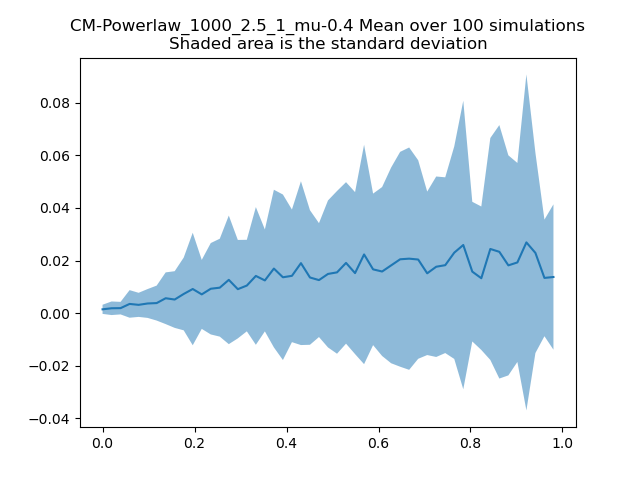 CM-Powerlaw_1000_2.5_1_mu-0.4 Mean over 100 simulations
Shaded area is the standard deviation
0.08
0.06
0.04
0.02
0.00
−0.02
−0.04
0.0 0.2 0.4 0.6 0.8 1.0